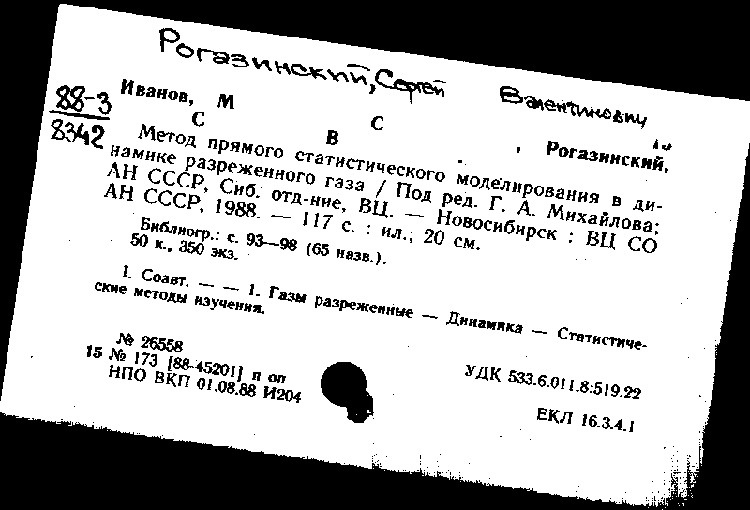 Рогазинский, Сергей Валентинович
88-3
8342
Иванов, М
С С
В , Рогазинский,
Метод прямого статистического моделирования в ди-
намике разреженного газа / Под ред. Г. А. Михайлова;
АН СССР, Сиб. отд-ние, ВЦ. — Новосибирск : ВЦ СО
АН СССР, 1988. — 117 с. : ил.; 20 см.
Библиогр.: с. 93—98 (65 назв.).
50 к., 350 экз.
1. Соавт. — — 1. Газы разреженные — Динамика — Статистиче-
ские методы изучения.
№ 26558
15 № 173 [88-45201] п оп
НПО ВКП 01.08.88 И204
УДК 533.6.011.8:519.22
ЕКЛ 16.3.4.1